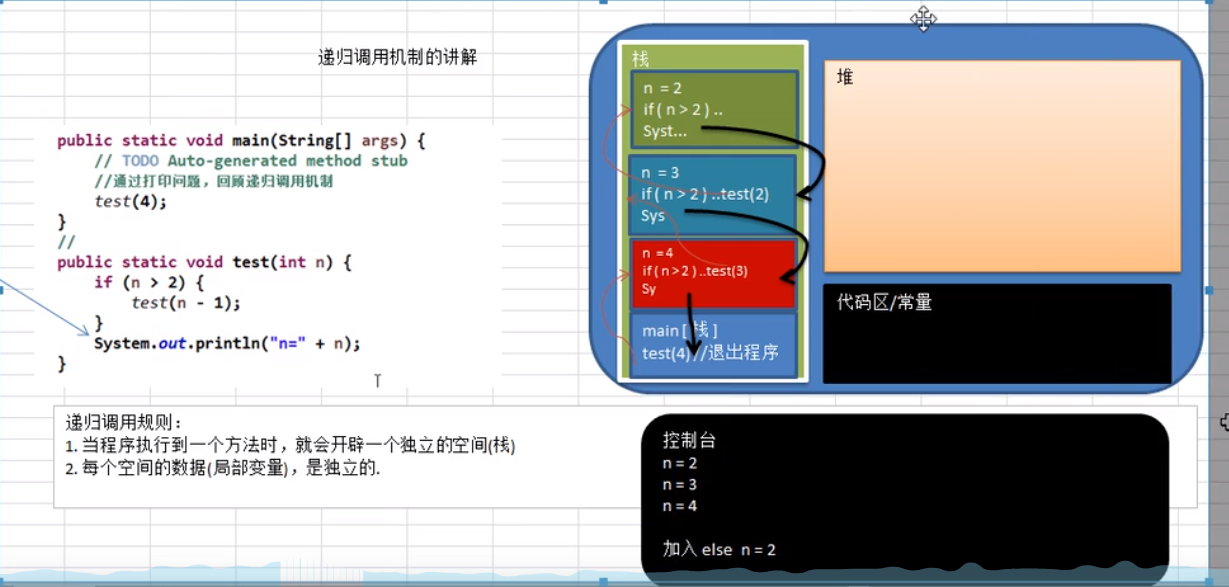 递归调用机制的讲解
public static void main(String[] args) {
// TODO Auto-generated method stub
//通过打印问题，回顾递归调用机制
test(4);
}
//
public static void test(int n) {
if (n > 2) {
test(n - 1);
}
System.out.println("n=" + n);
}
递归调用规则：
1. 当程序执行到一个方法时，就会开辟一个独立的空间(栈)
2. 每个空间的数据(局部变量)，是独立的.
栈
n = 2
if( n > 2 ) ..
Syst...
n = 3
if( n > 2 ) ..test(2)
Sys
n =4
if( n >2 ) ..test(3)
Sy
main [ 栈 ]
test(4)//退出程序
堆
代码区/常量
控制台
n = 2
n = 3
n = 4
加入 else n = 2